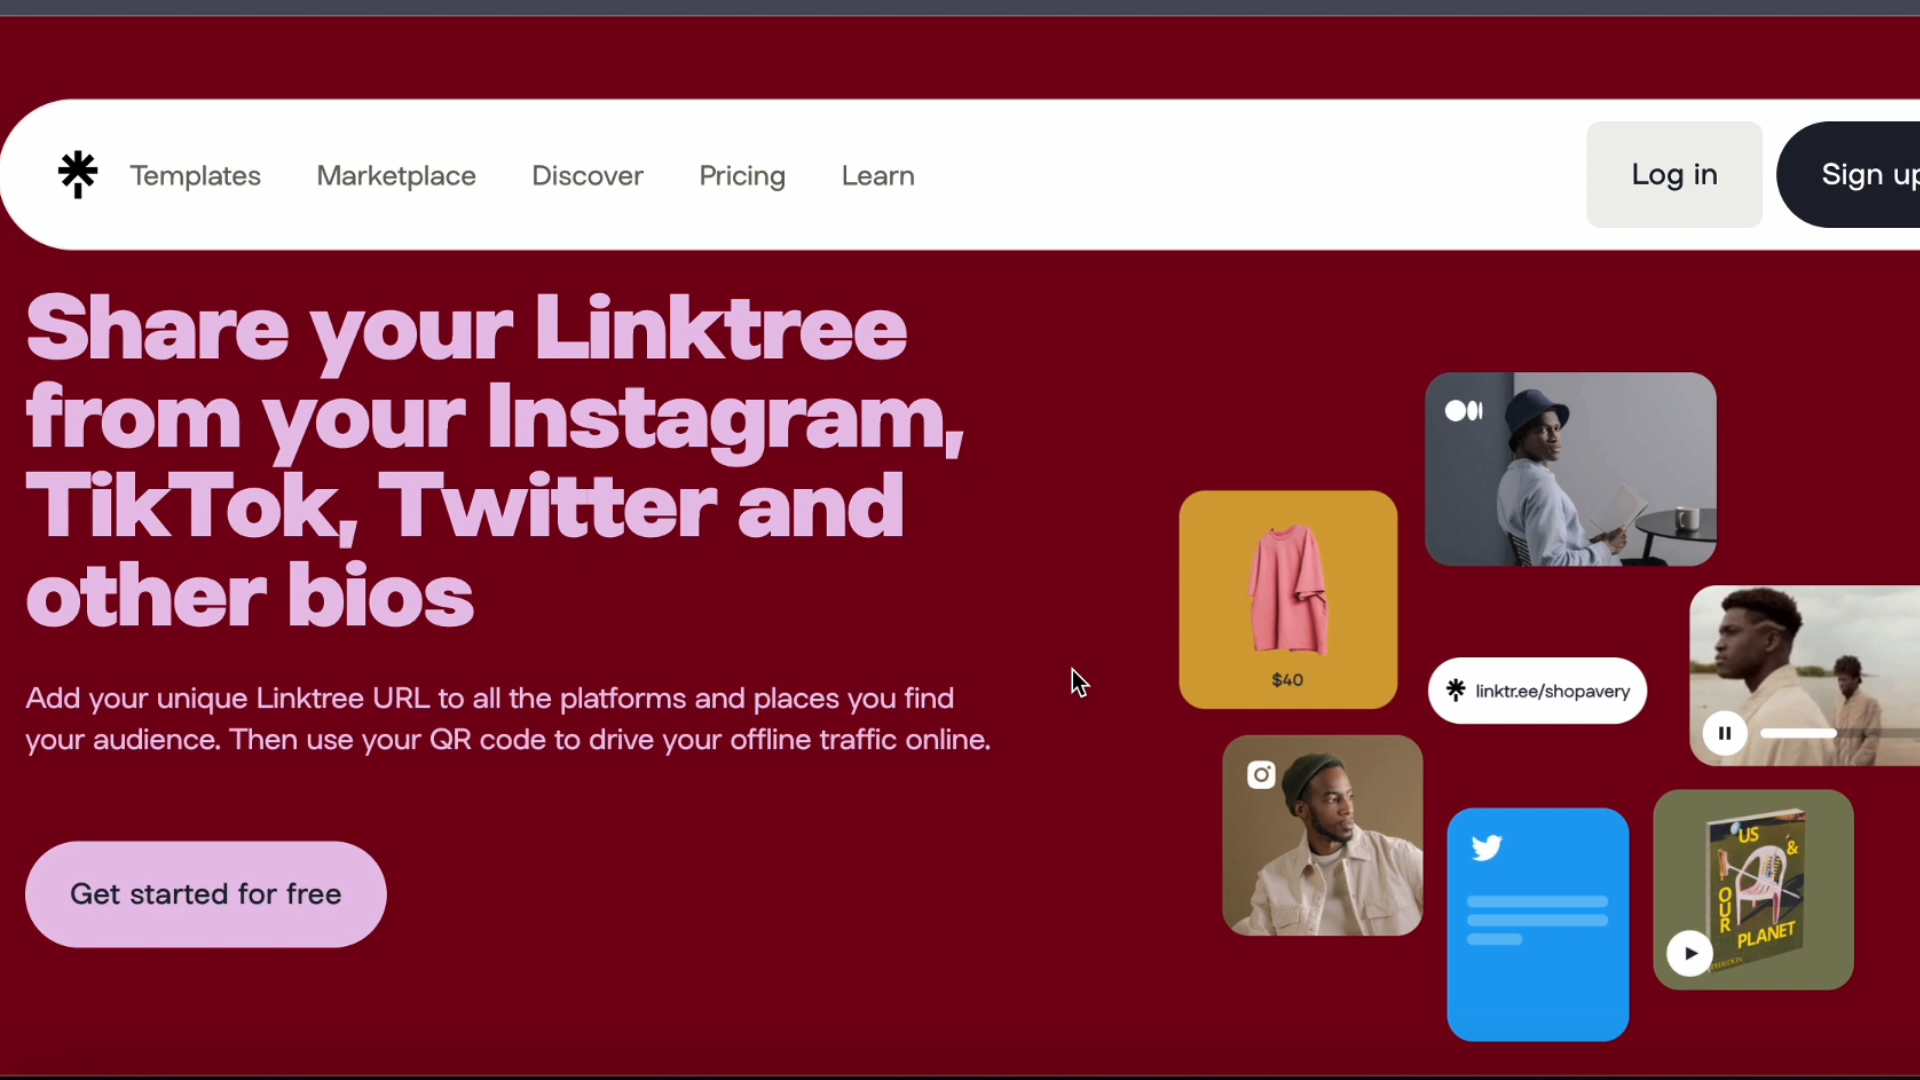 Templates
Marketplace
Discover
Pricing
Learn
Log in
Sign up
Share your Linktree
from your Instagram,
TikTok, Twitter and
other bios
Add your unique Linktree URL to all the platforms and places you find
your audience. Then use your QR code to drive your offline traffic online.
Get started for free
$40
linktr.ee/shopavery
US
&
OUR
PLANET
PHAIDON